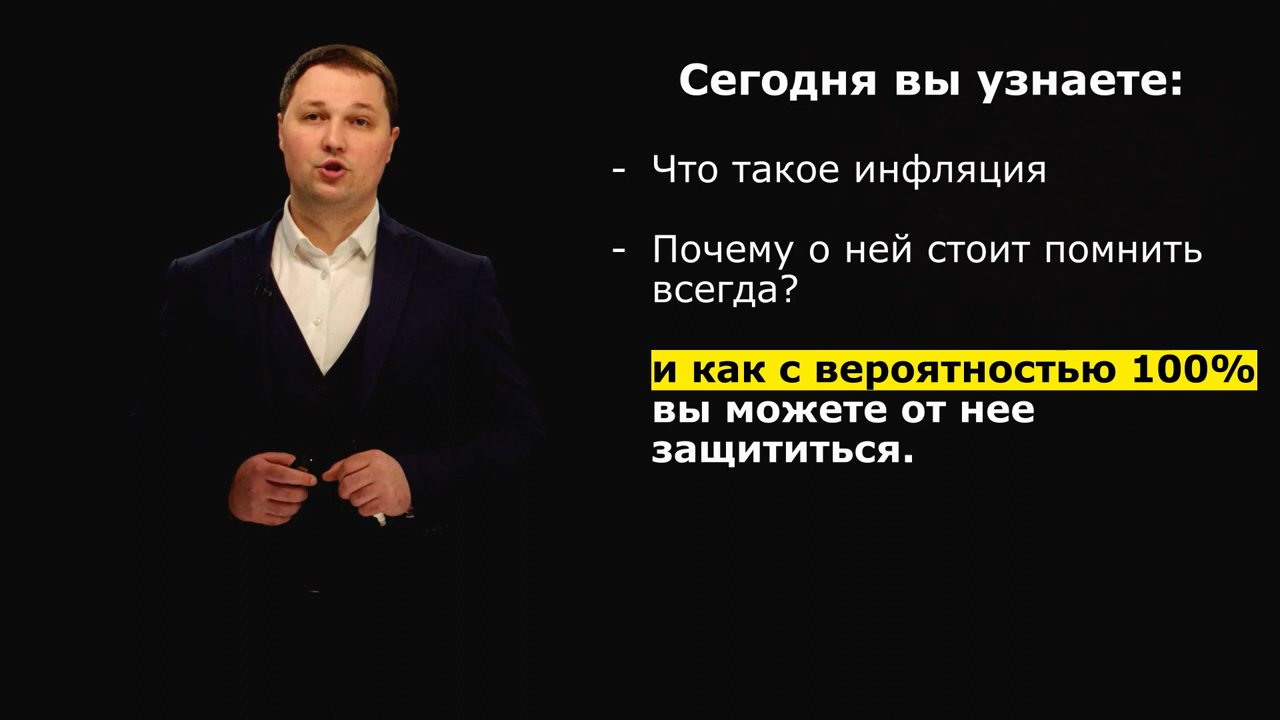 Сегодня вы узнаете:
- Что такое инфляция
- Почему о ней стоит помнить
всегда?
и как с вероятностью 100%
вы можете от нее
защититься.